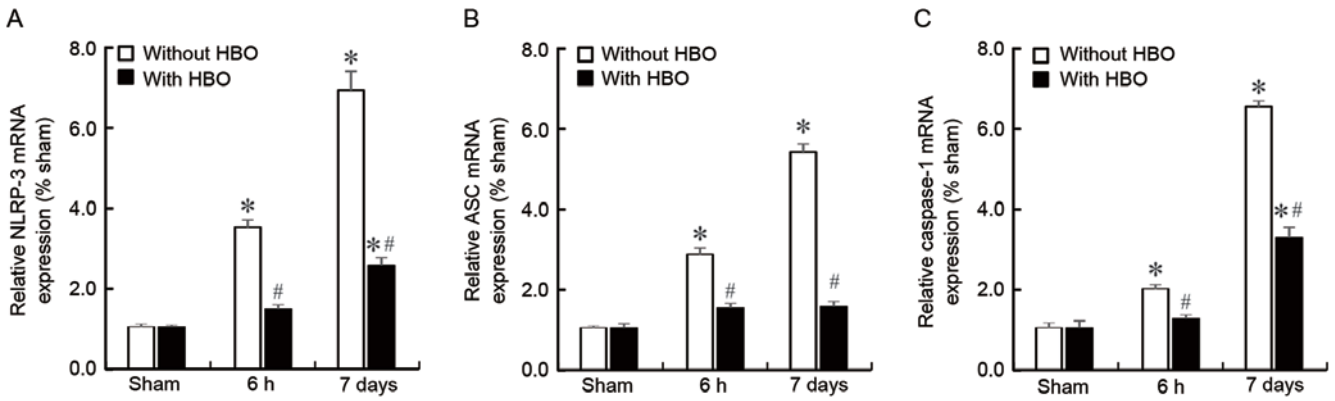 A
8.0
6.0
4.0
2.0
0.0
Relative NLRP-3 mRNA
expression (% sham)
Without HBO
With HBO
*
#
*
*#
Sham
6 h
7 days
B
8.0
6.0
4.0
2.0
0.0
Relative ASC mRNA
expression (% sham)
Without HBO
With HBO
*
#
*
#
Sham
6 h
7 days
C
8.0
6.0
4.0
2.0
0.0
Relative caspase-1 mRNA
expression (% sham)
Without HBO
With HBO
*
#
*
*#
Sham
6 h
7 days